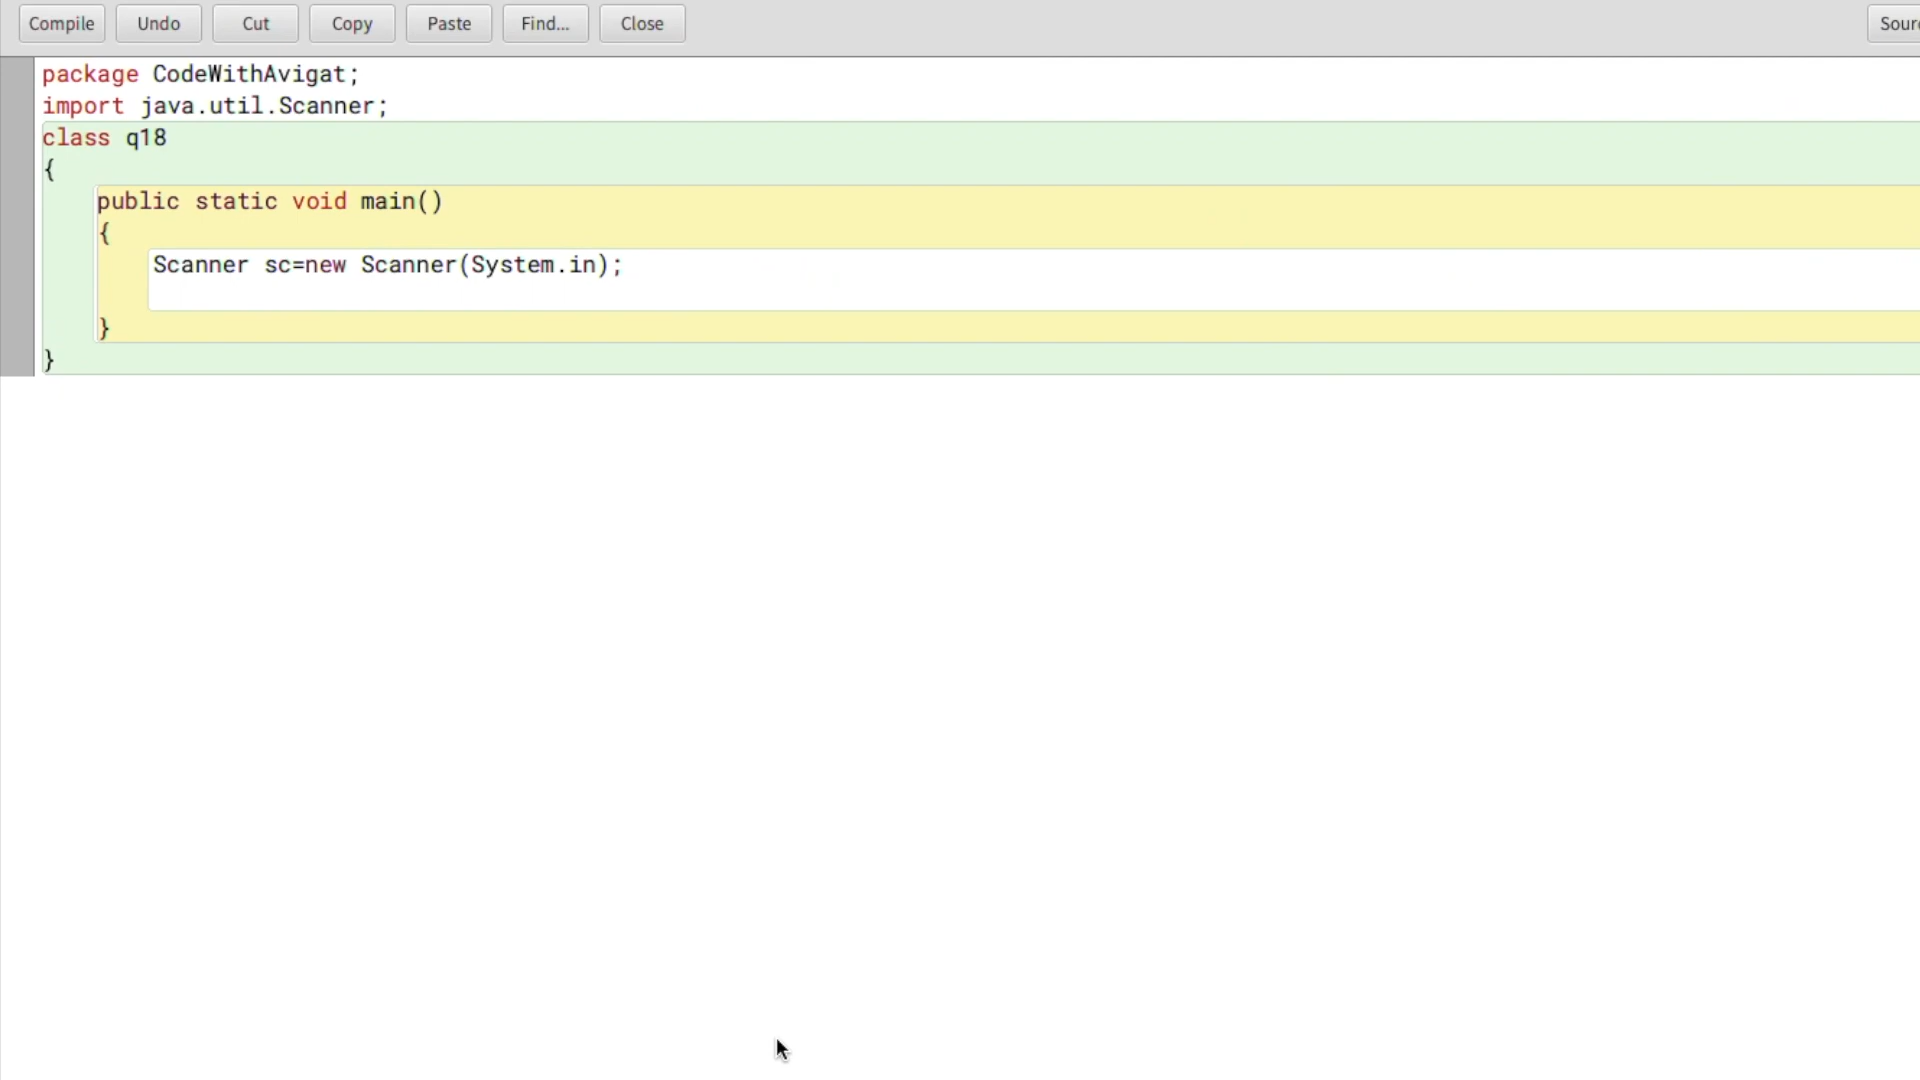 Compile Undo Cut Copy Paste Find... Close
package CodeWithAvigat;
import java.util.Scanner;
class q18
{
public static void main()
{
Scanner sc=new Scanner(System.in);
}
}